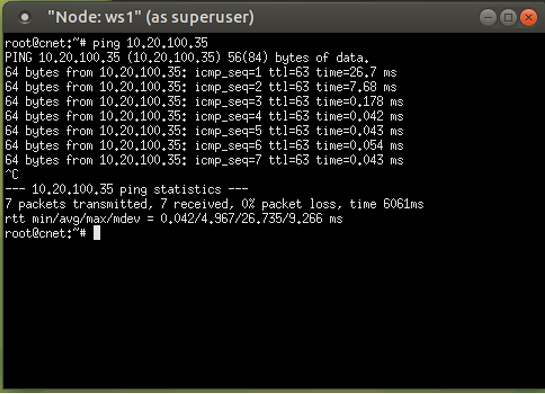 "Node: ws1" (as superuser)
root@cnet:~# ping 10.20.100.35
PING 10.20.100.35 (10.20.100.35) 56(84) bytes of data.
64 bytes from 10.20.100.35: icmp_seq=1 ttl=63 time=26.7 ms
64 bytes from 10.20.100.35: icmp_seq=2 ttl=63 time=7.68 ms
64 bytes from 10.20.100.35: icmp_seq=3 ttl=63 time=0.178 ms
64 bytes from 10.20.100.35: icmp_seq=4 ttl=63 time=0.042 ms
64 bytes from 10.20.100.35: icmp_seq=5 ttl=63 time=0.043 ms
64 bytes from 10.20.100.35: icmp_seq=6 ttl=63 time=0.054 ms
64 bytes from 10.20.100.35: icmp_seq=7 ttl=63 time=0.043 ms
^C
--- 10.20.100.35 ping statistics ---
7 packets transmitted, 7 received, 0% packet loss, time 6061ms
rtt min/avg/max/mdev = 0.042/4.967/26.735/9.266 ms
root@cnet:~#